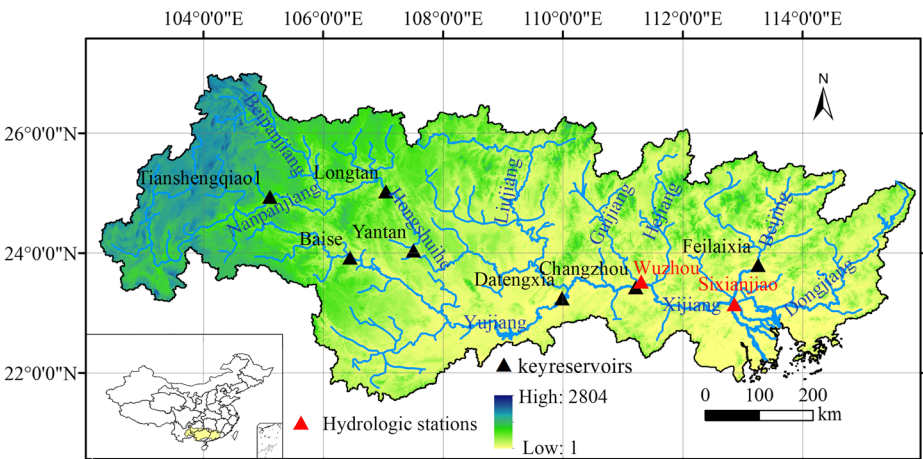 104°0'0"E 106°0'0"E 108°0'0"E 110°0'0"E 112°0'0"E 114°0'0"E
N
26°0'0"N
24°0'0"N
22°0'0"N
Beipanjiang
Tianshengqiao1
Longtan
Nanpanjiang
Hongshuihe
Liujiang
Guijiang
Hejiang
Beijing
Baise
Yantan
Feilaixia
Datengxia
Changzhou
Wuzhou
Sixianjiao
Dongjiang
Xijiang
Yujiang
keyreservoirs
Hydrologic stations
High: 2804
Low: 1
0 100 200
km